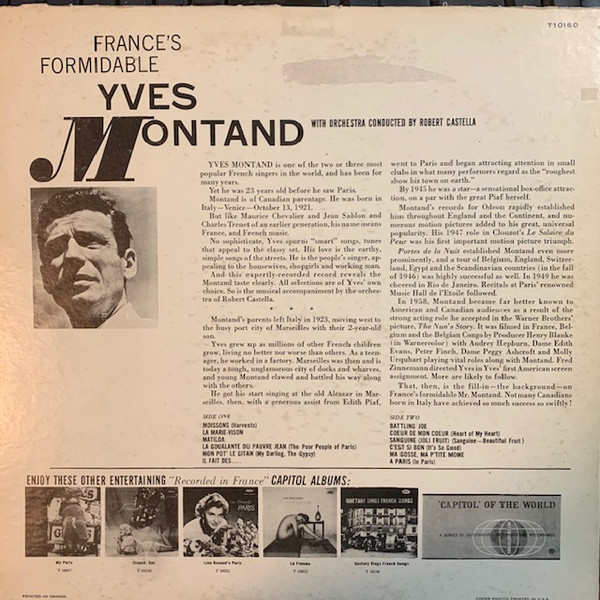 T10160
FRANCE'S
FORMIDABLE
YVES
MONTAND
WITH ORCHESTRA CONDUCTED BY ROBERT CASTELLA
YVES MONTAND is one of the two or three most
popular French singers in the world, and has been for
many years.
Yet he was 23 years old before he saw Paris.
Montand is of Canadian parentage. He was born in
Italy—Venice—October 13, 1921.
But like Maurice Chevalier and Jean Sablon and
Charles Trenet of an earlier generation, his name means
France, and French music.
No sophisticate, Yves spurns "smart" songs, tunes
that appeal to the classy set. His love is the earthy,
simple songs of the streets. He is the people's singer, ap-
pealing to the housewives, shopgirls and working man.
And this expertly-recorded record reveals the
Montand taste clearly. All selections are of Yves' own
choice. So is the musical accompaniment by the orches-
tra of Robert Castella.
* * *
Montand's parents left Italy in 1923, moving west to
the busy port city of Marseilles with their 2-year-old
son.
Yves grew up as millions of other French children
grow, living no better nor worse than others. As a teen-
ager, he worked in a factory. Marseilles was then and is
today a tough, unglamorous city of docks and wharves,
and young Montand clawed and battled his way along
with the others.
He got his singing start at the old Alcazar in Mar-
seilles, then, with a generous assist from Edith Piaf,
went to Paris and began attracting attention in small
clubs in what many performers regard as the "roughest
show biz town on earth."
By 1945 he was a star—a sensational box-office attrac-
tion, on a par with the great Piaf herself.
Montand's records for Odeon rapidly established
him throughout England and the Continent, and nu-
merous motion pictures added to his great, universal
popularity. His 1947 role in Clouzot's Le Salaire du
Peur was his first important motion picture triumph.
Portes de la Nuit established Montand even more
prominently, and a tour of Belgium, England, Switzer-
land, Egypt and the Scandinavian countries (in the fall
of 3946) was highly successful as well. In 1949 he was
cheered in Rio de Janeiro. Recitals at Paris' renowned
Music Hall de l'Etoile followed.
In 1958, Montand became far better known to
American and Canadian audiences as a result of the
strong acting role he accepted in the Warner Brothers'
picture, The Nun's Story. It was filmed in France, Bel-
gium and the Belgian Congo by Producer Henry Blanke
(in Warnercolor) with Audrey Hepburn, Dame Edith
Evans, Peter Finch, Dame Peggy Ashcroft and Molly
Urquhart playing vital roles along with Montand. Fred
Zinnemann directed Yves in Yves' first American screen
assignment. More are likely to follow.
That, then, is the fill-in—the background—on
France's formidable Mr. Montand. Not many Canadians
born in Italy have achieved so much success so swiftly!
SIDE ONE
MOISSONS (Harvests)
LA MARIE-VISON
MATILDA
LA GOUALANTE DU PAUVRE JEAN (The Poor People of Paris)
MON POT' LE GITAN (My Darling, The Gypsy)
IL FAIT DES....
SIDE TWO
BATTLING JOE
COEUR DE MON COEUR (Heart of My Heart)
SANGUINE (JOLI FRUIT) (Sanguine—Beautiful Fruit)
C'EST SI BON (It's So Good)
MA GOSSE, MA P'TITE MOME
A PARIS (In Paris)
ENJOY THESE OTHER ENTERTAINING "Recorded in France" CAPITOL ALBUMS:
PARIS
GUETARY SINGS FRENCH SONGS
'CAPITOL' OF THE WORLD
My Paris
French Toast
Line Renaud's Paris
La Femme
Guetary Sings French Songs
PRINTED IN CANADA